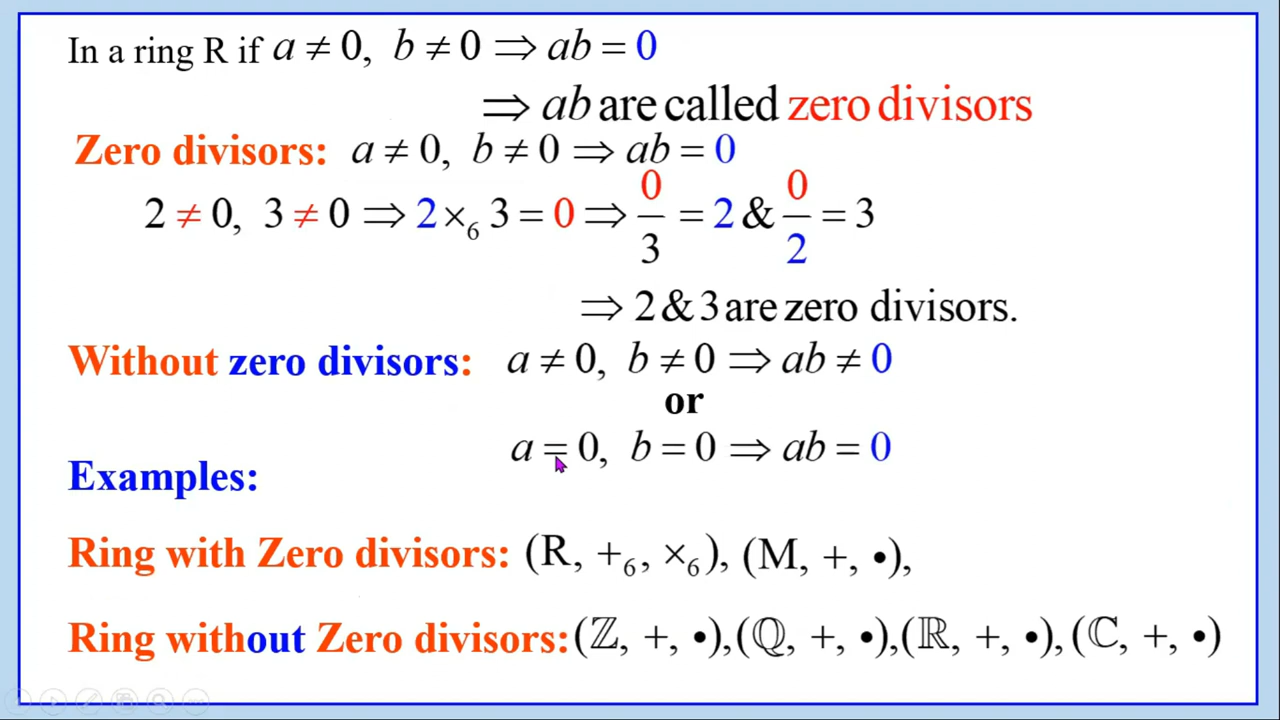 In a ring R if a ≠ 0, b ≠ 0 ⇒ ab = 0
⇒ ab are called zero divisors
Zero divisors: a ≠ 0, b ≠ 0 ⇒ ab = 0
2 ≠ 0, 3 ≠ 0 ⇒ 2 ×₆ 3 = 0 ⇒ 0/3 = 2 & 0/2 = 3
⇒ 2 & 3 are zero divisors.
Without zero divisors: a ≠ 0, b ≠ 0 ⇒ ab ≠ 0
or
a = 0, b = 0 ⇒ ab = 0
Examples:
Ring with Zero divisors: (R, +₆, ×₆), (M, +, •),
Ring without Zero divisors: (ℤ, +, •),(ℚ, +, •),(ℝ, +, •), (ℂ, +, •)